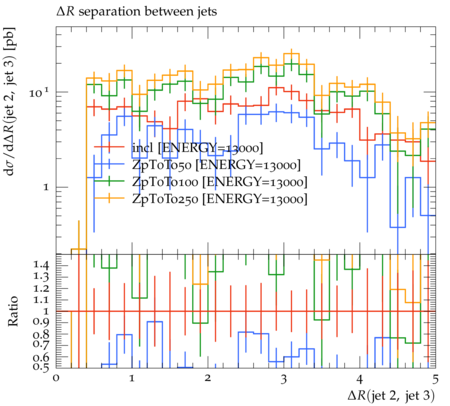 ΔR separation between jets
dσ/dΔR(jet 2, jet 3) [pb]
10¹
1
incl [ENERGY=13000]
ZpToTo50 [ENERGY=13000]
ZpToTo100 [ENERGY=13000]
ZpToTo250 [ENERGY=13000]
Ratio
1.4
1.3
1.2
1.1
1
0.9
0.8
0.7
0.6
0.5
0 1 2 3 4 5
ΔR(jet 2, jet 3)